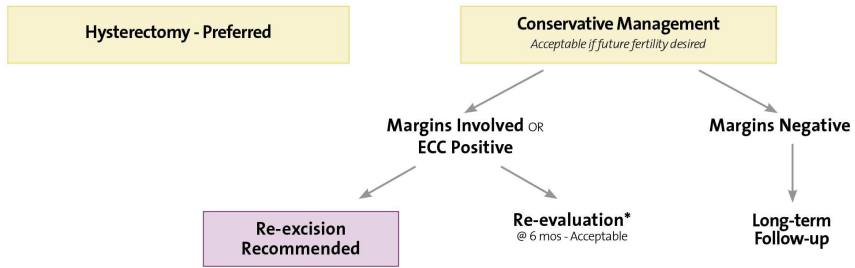 Hysterectomy - Preferred
Conservative Management
Acceptable if future fertility desired
Margins Involved OR
ECC Positive
Margins Negative
Re-excision
Recommended
Re-evaluation*
@ 6 mos - Acceptable
Long-term
Follow-up